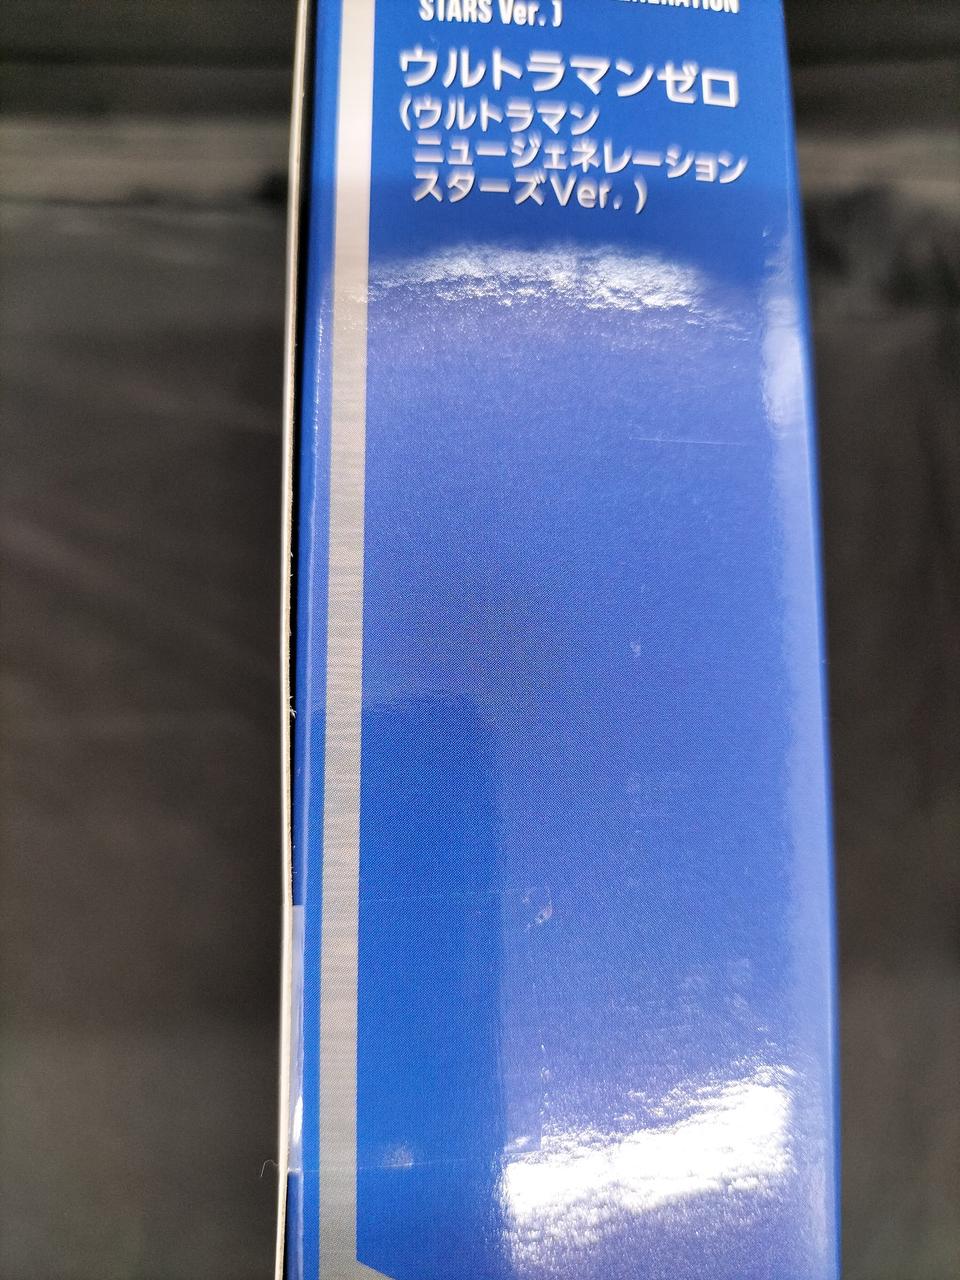 STARS Ver.]
ウルトラマンゼロ
(ウルトラマン
ニュージェネレーション
スターズVer.)